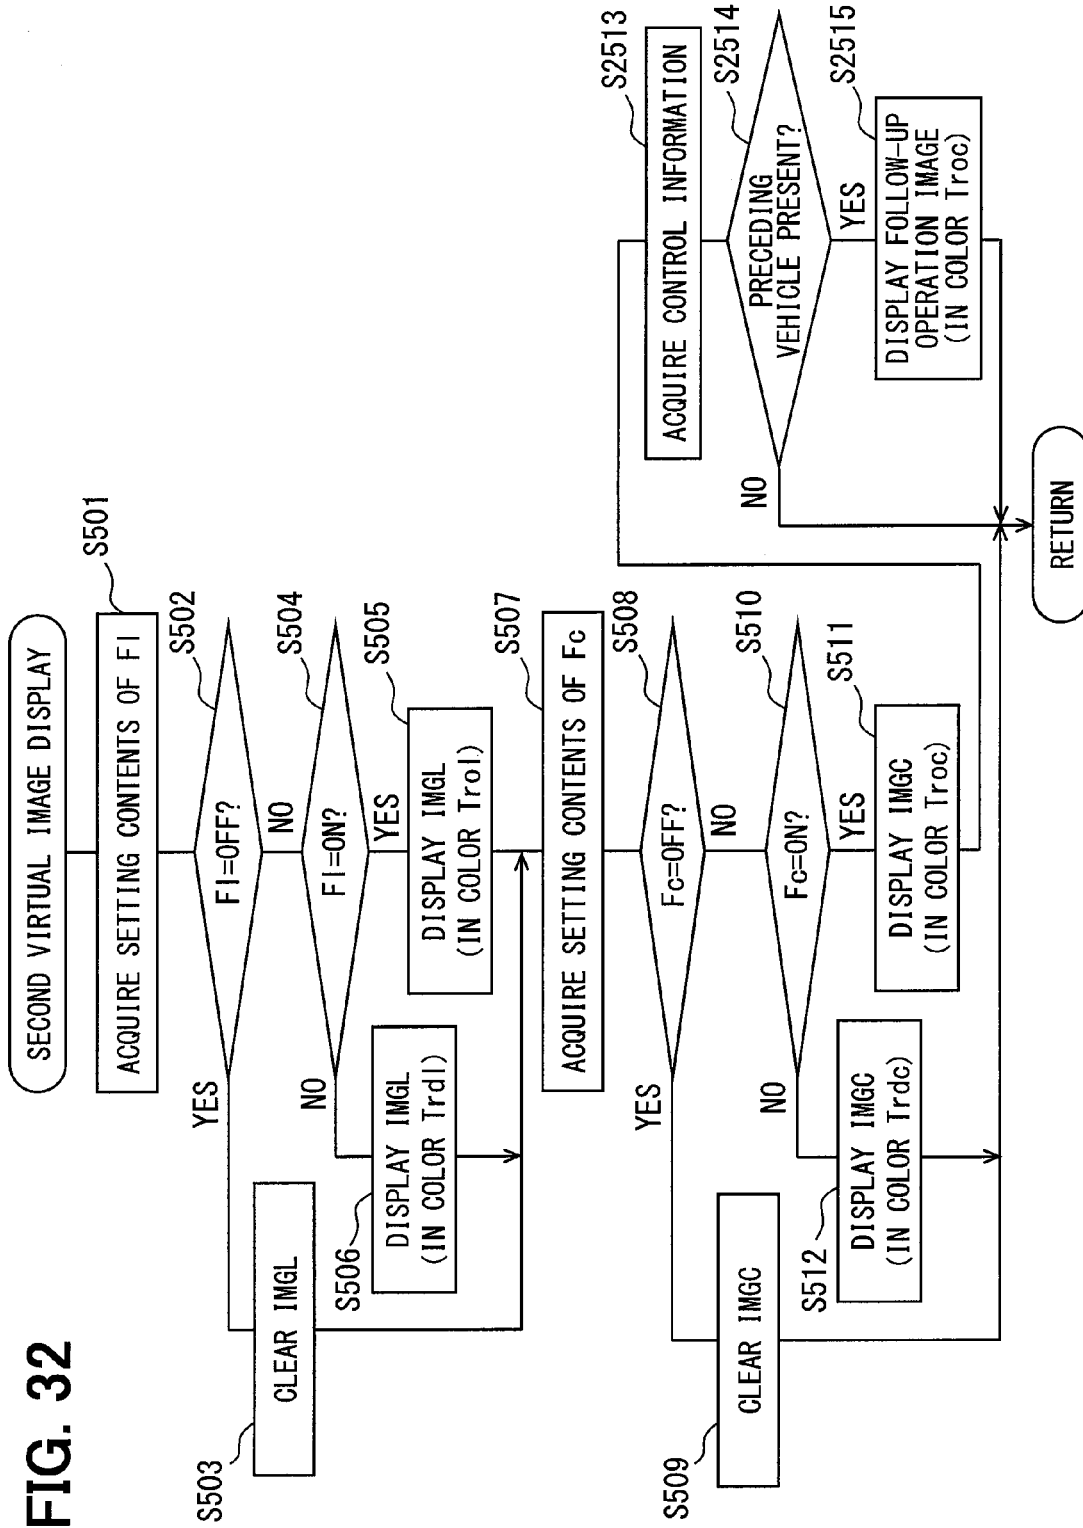 FIG. 32
SECOND VIRTUAL IMAGE DISPLAY
S501
ACQUIRE SETTING CONTENTS OF Fl
S502
Fl=OFF?
YES
NO
S503
CLEAR IMGL
S504
Fl=ON?
NO
YES
S505
DISPLAY IMGL
(IN COLOR Trol)
S506
DISPLAY IMGL
(IN COLOR Trdl)
S507
ACQUIRE SETTING CONTENTS OF Fc
S508
Fc=OFF?
YES
NO
S509
CLEAR IMGC
S510
Fc=ON?
NO
YES
S511
DISPLAY IMGC
(IN COLOR Troc)
S512
DISPLAY IMGC
(IN COLOR Trdc)
S2513
ACQUIRE CONTROL INFORMATION
S2514
PRECEDING
VEHICLE PRESENT?
NO
YES
S2515
DISPLAY FOLLOW-UP
OPERATION IMAGE
(IN COLOR Troc)
RETURN